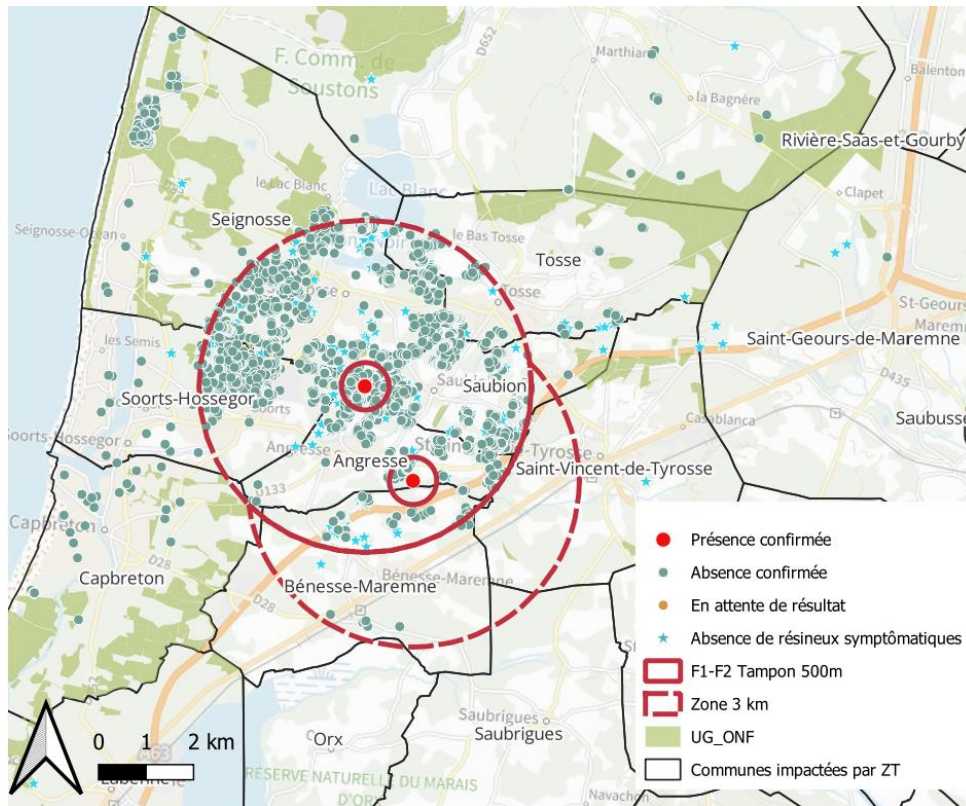 D652
Marthian
F. Comm. de
Soustons
la Bagnère
Balenton
Rivière-Saas-et-Gourby
D89
le Lac Blanc
Lac Blanc
Clapet
Seignosse
Seignosse-Océan
le Bas Tosse
Tosse
Tosse
St-Geours
Maremne
les Semis
Saint-Geours-de-Maremne
Saubion
D435
Soorts-Hossegor
Soorts-Hossegor
Casablanca
Saubusse
Angresse
Angresse
Saint-Vincent-de-Tyrosse
D133
Capbreton
D28
Capbreton
Bénesse-Maremne
Bénesse-Maremne
D28
Présence confirmée
Absence confirmée
En attente de résultat
Absence de résineux symptômatiques
F1-F2 Tampon 500m
Zone 3 km
UG_ONF
Communes impactées par ZT
Saubrigues
Saubrigues
Orx
0 1 2 km
A63
RÉSERVE NATURELLE DU MARAIS
D'O